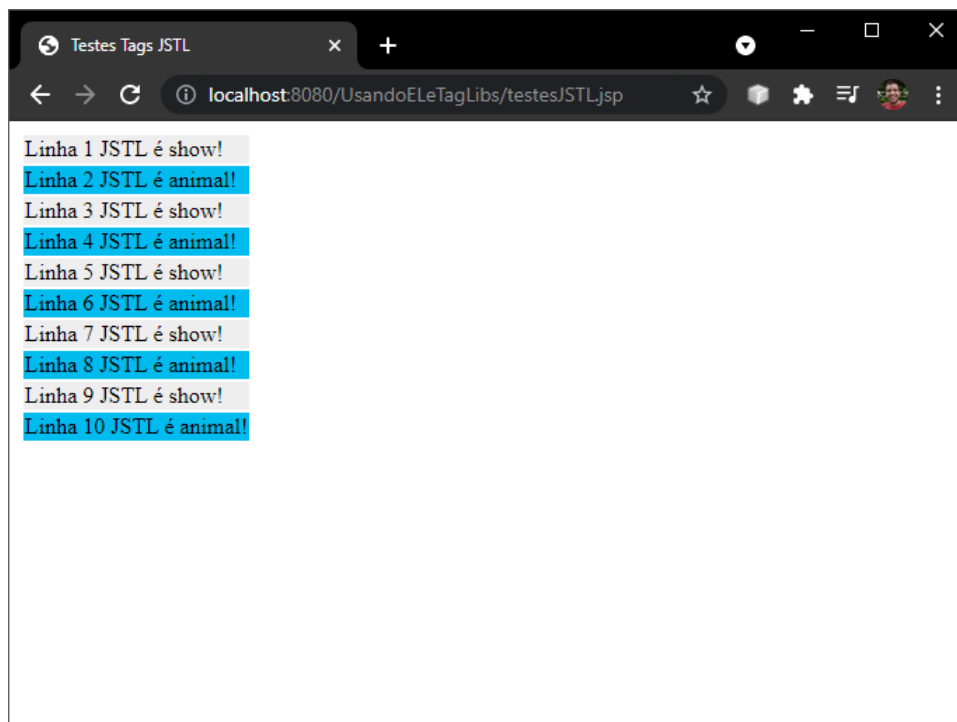 Testes Tags JSTL
localhost:8080/UsandoELeTagLibs/testesJSTL.jsp
Linha 1 JSTL é show!
Linha 2 JSTL é animal!
Linha 3 JSTL é show!
Linha 4 JSTL é animal!
Linha 5 JSTL é show!
Linha 6 JSTL é animal!
Linha 7 JSTL é show!
Linha 8 JSTL é animal!
Linha 9 JSTL é show!
Linha 10 JSTL é animal!